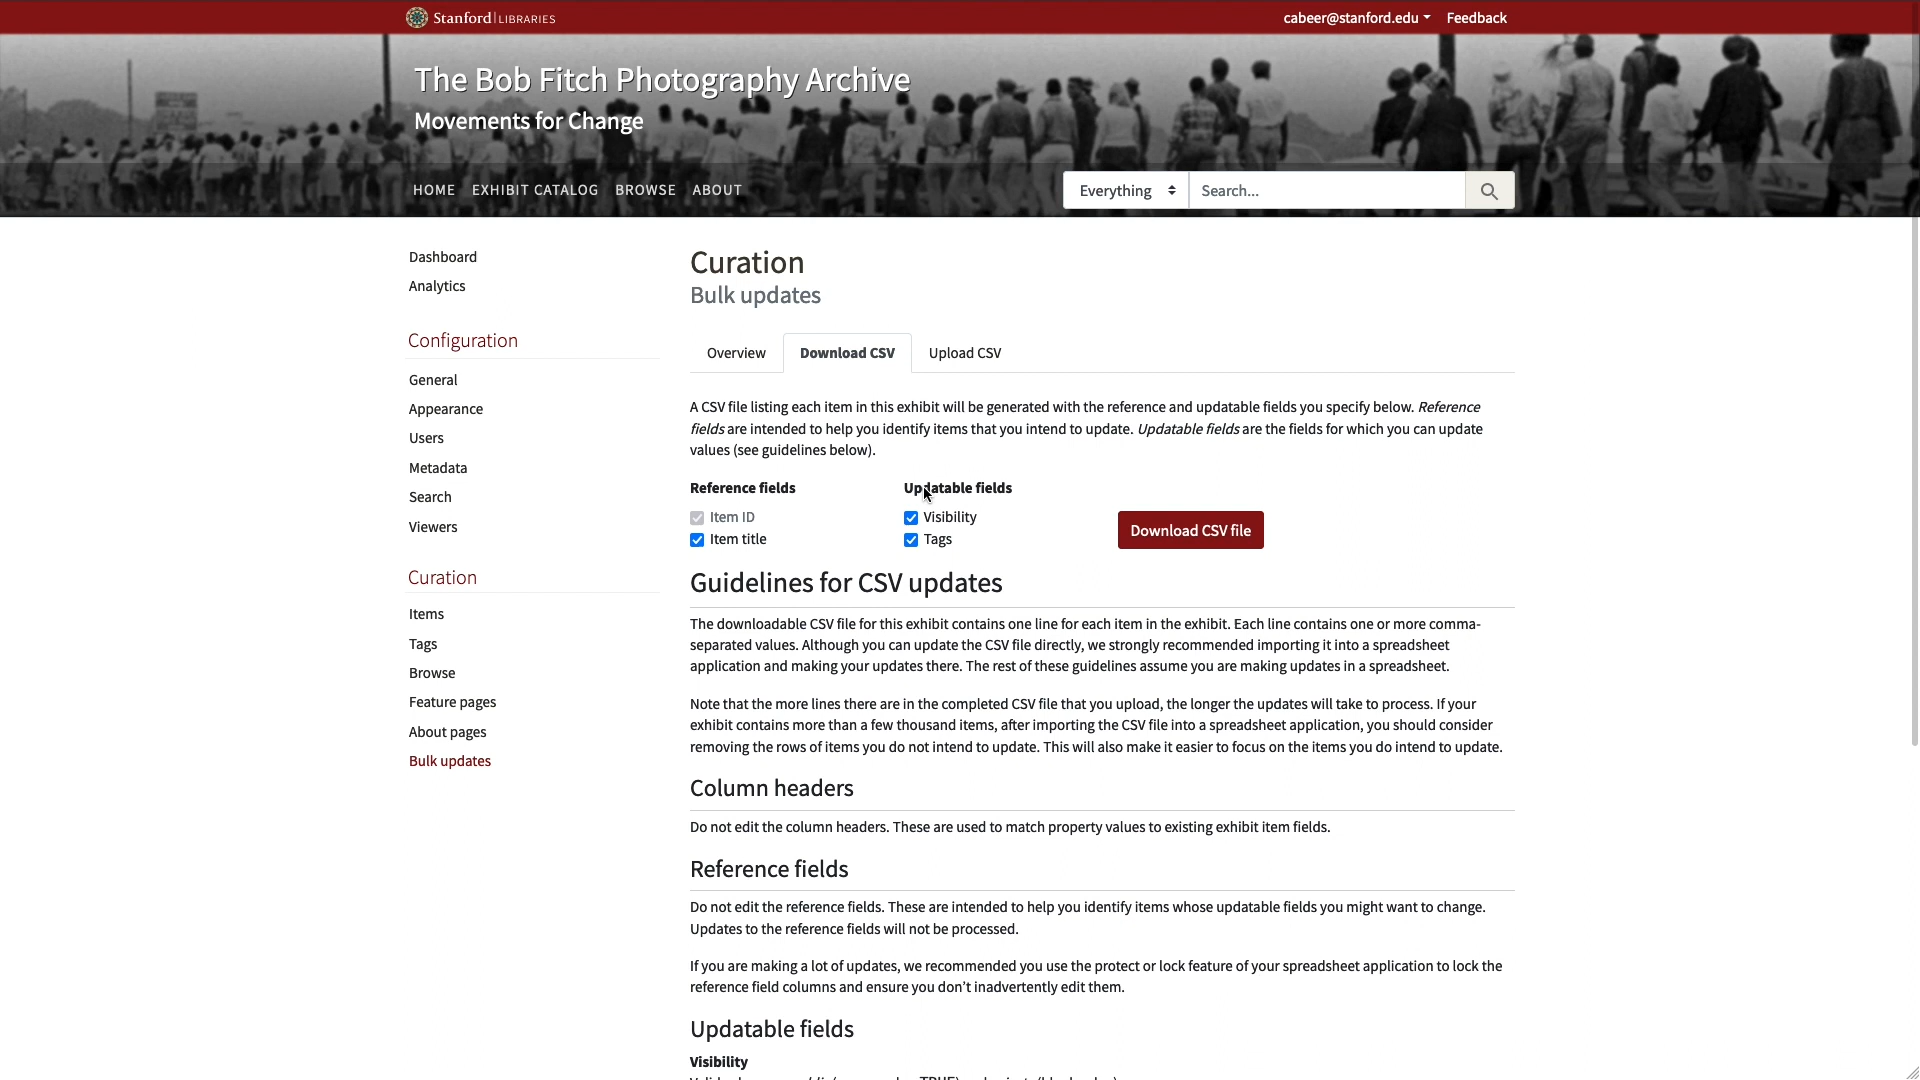 Stanford LIBRARIES
cabeer@stanford.edu Feedback
The Bob Fitch Photography Archive
Movements for Change
HOME EXHIBIT CATALOG BROWSE ABOUT
Everything Search...
Dashboard
Analytics
Configuration
General
Appearance
Users
Metadata
Search
Viewers
Curation
Items
Tags
Browse
Feature pages
About pages
Bulk updates
Curation
Bulk updates
Overview Download CSV Upload CSV
A CSV file listing each item in this exhibit will be generated with the reference and updatable fields you specify below. Reference
fields are intended to help you identify items that you intend to update. Updatable fields are the fields for which you can update
values (see guidelines below).
Reference fields Updatable fields
Item ID Visibility
Item title Tags
Download CSV file
Guidelines for CSV updates
The downloadable CSV file for this exhibit contains one line for each item in the exhibit. Each line contains one or more comma-
separated values. Although you can update the CSV file directly, we strongly recommended importing it into a spreadsheet
application and making your updates there. The rest of these guidelines assume you are making updates in a spreadsheet.
Note that the more lines there are in the completed CSV file that you upload, the longer the updates will take to process. If your
exhibit contains more than a few thousand items, after importing the CSV file into a spreadsheet application, you should consider
removing the rows of items you do not intend to update. This will also make it easier to focus on the items you do intend to update.
Column headers
Do not edit the column headers. These are used to match property values to existing exhibit item fields.
Reference fields
Do not edit the reference fields. These are intended to help you identify items whose updatable fields you might want to change.
Updates to the reference fields will not be processed.
If you are making a lot of updates, we recommended you use the protect or lock feature of your spreadsheet application to lock the
reference field columns and ensure you don't inadvertently edit them.
Updatable fields
Visibility